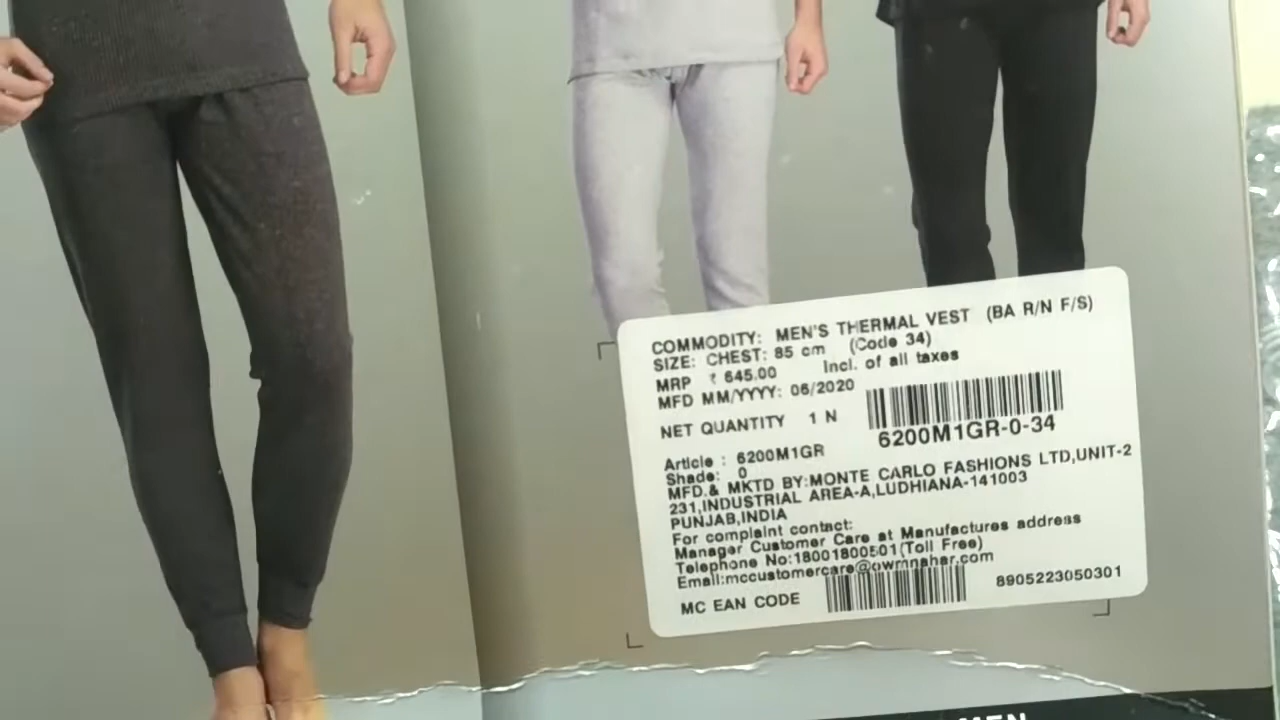 COMMODITY: MEN'S THERMAL VEST (BA R/N F/S)
SIZE: CHEST: 85 cm (Code 34)
MRP ₹ 645.00 Incl. of all taxes
MFD MM/YYYY: 06/2020
NET QUANTITY 1 N
6200M1GR-0-34
Article : 6200M1GR
Shade: 0
MFD.& MKTD BY:MONTE CARLO FASHIONS LTD,UNIT-2
231,INDUSTRIAL AREA-A,LUDHIANA-141003
PUNJAB,INDIA
For complaint contact:
Manager Customer Care at Manufactures address
Telephone No:18001800501(Toll Free)
Email:mccustomercare@owmnahar.com
MC EAN CODE 8905223050301
MEN